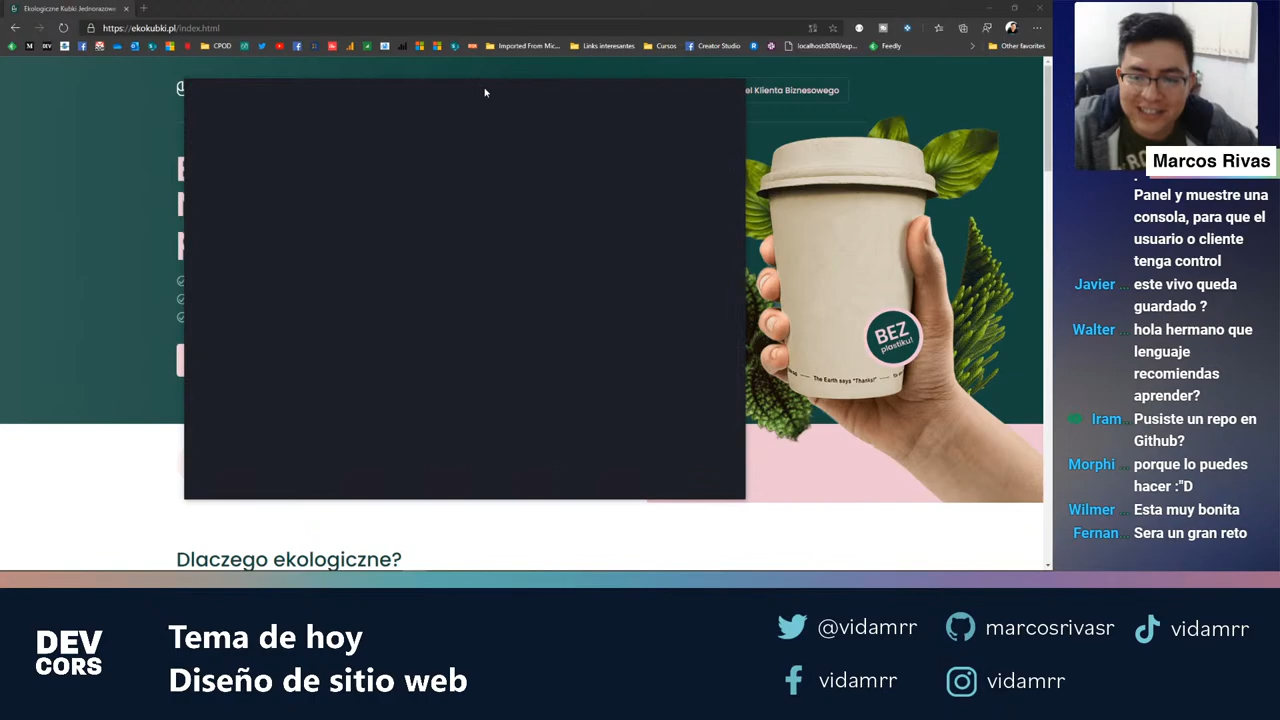 Ekologiczne Kubki Jednorazow
https://ekokubki.pl/index.html
CPOD
Imported From Mic...
Links interesantes
Cursos
Creator Studio
localhost:8080/exp...
Feedly
Other favorites
el Klienta Biznesowego
BEZ
plastiku!
The Earth says "Thanks!"
Dlaczego ekologiczne?
Marcos Rivas
Panel y muestre una
consola, para que el
usuario o cliente
tenga control
Javier ... este vivo queda
guardado ?
Walter ... hola hermano que
lenguaje
recomiendas
aprender?
Iram... Pusiste un repo en
Github?
Morphi ... porque lo puedes
hacer :"D
Wilmer ... Esta muy bonita
Fernan... Sera un gran reto
DEV
CORS
Tema de hoy
Diseño de sitio web
@vidamrr
marcosrivasr
vidamrr
vidamrr
vidamrr